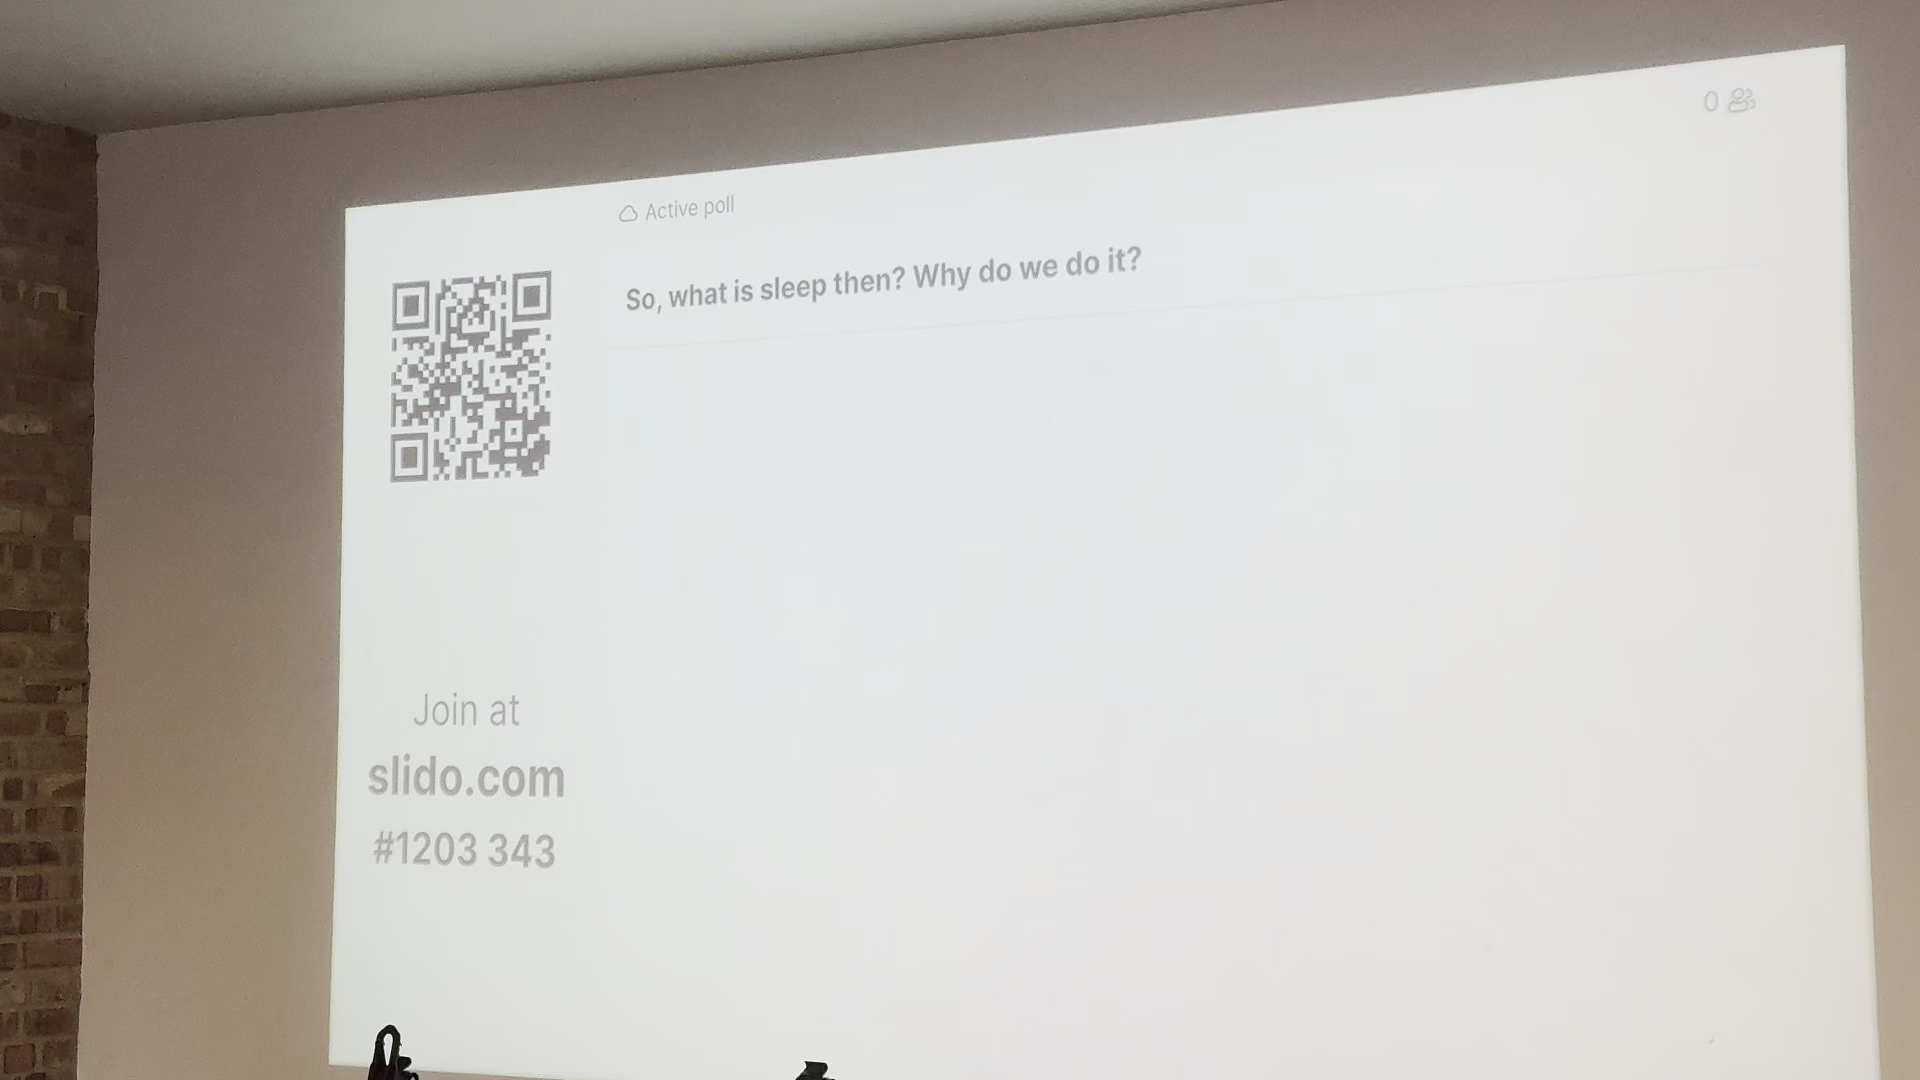 0
Active poll
So, what is sleep then? Why do we do it?
Join at
slido.com
#1203 343